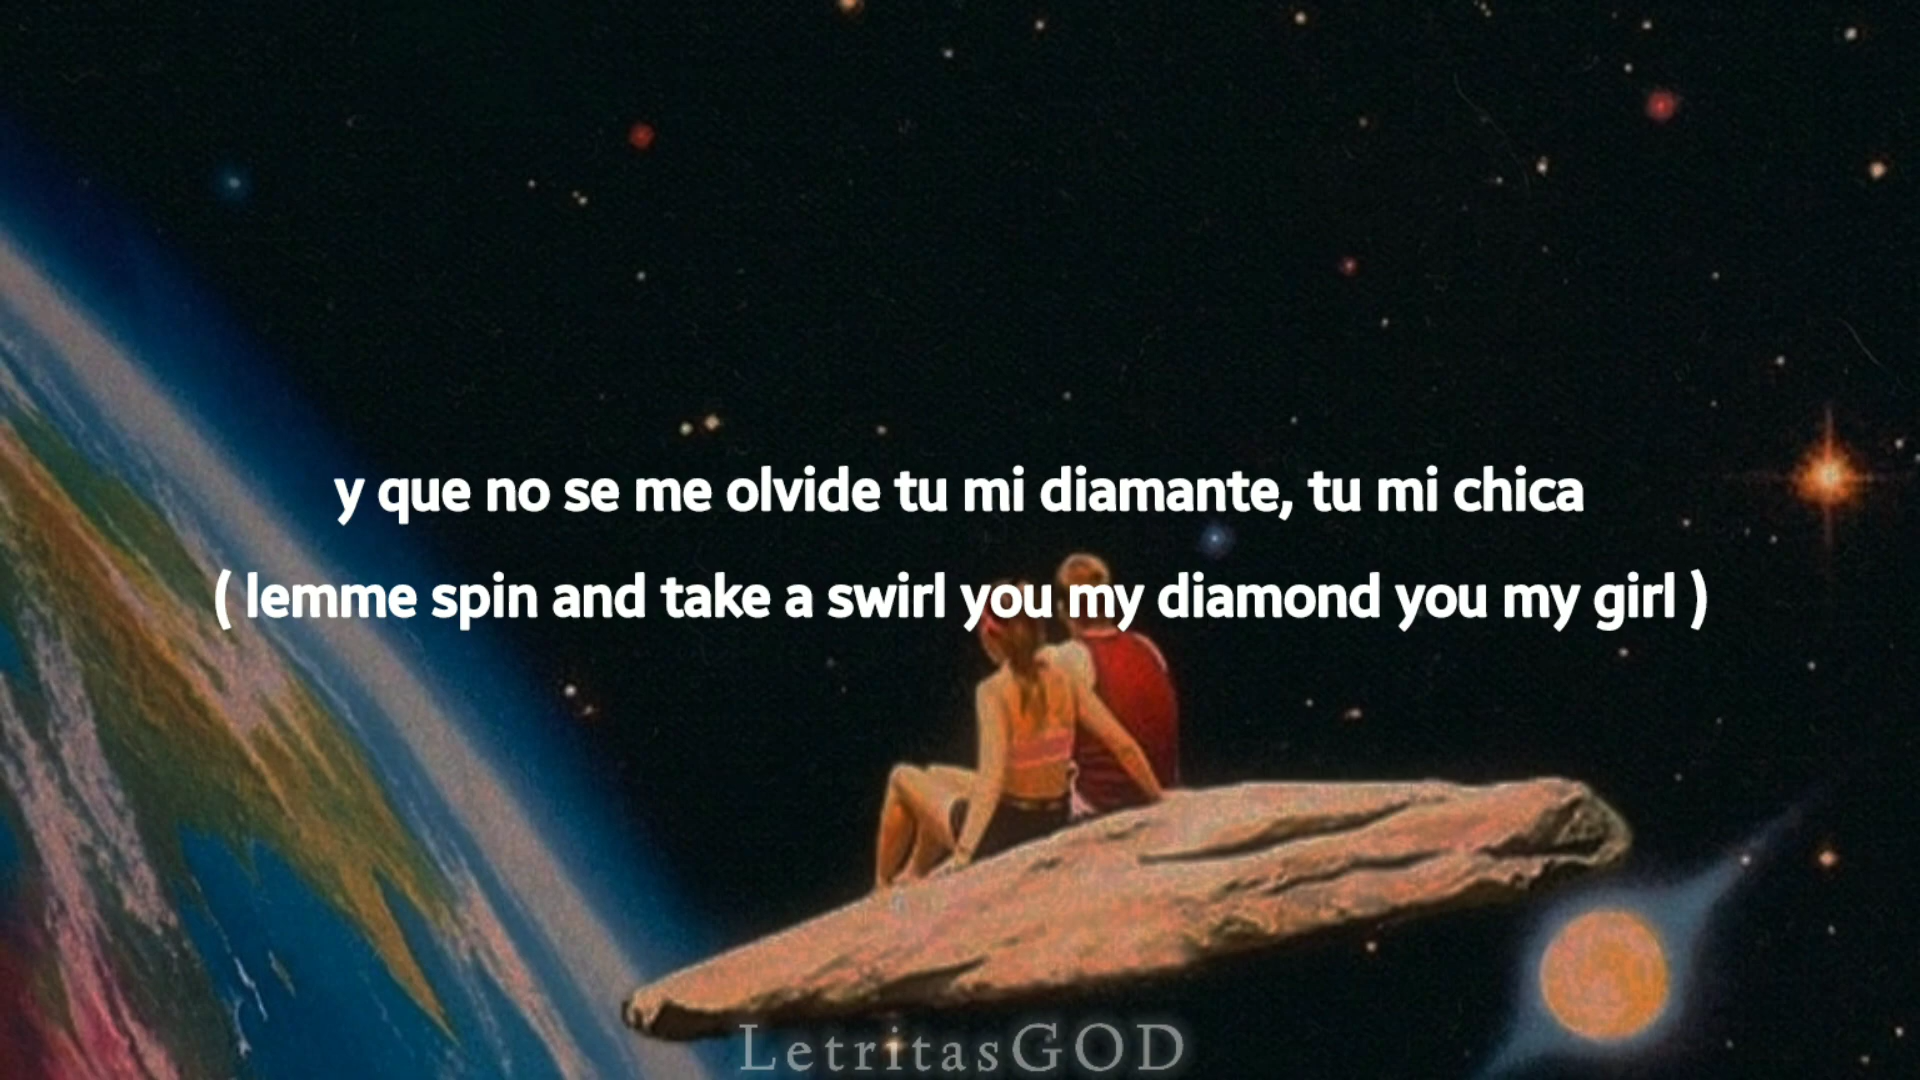 y que no se me olvide tu mi diamante, tu mi chica
( lemme spin and take a swirl you my diamond you my girl )
LetritasGOD